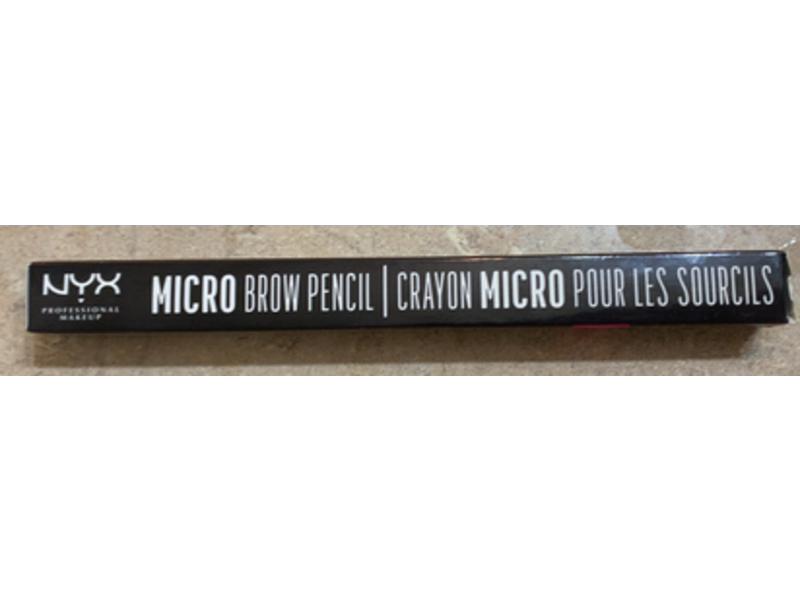 NYX
PROFESSIONAL
MAKEUP
MICRO BROW PENCIL | CRAYON MICRO POUR LES SOURCILS